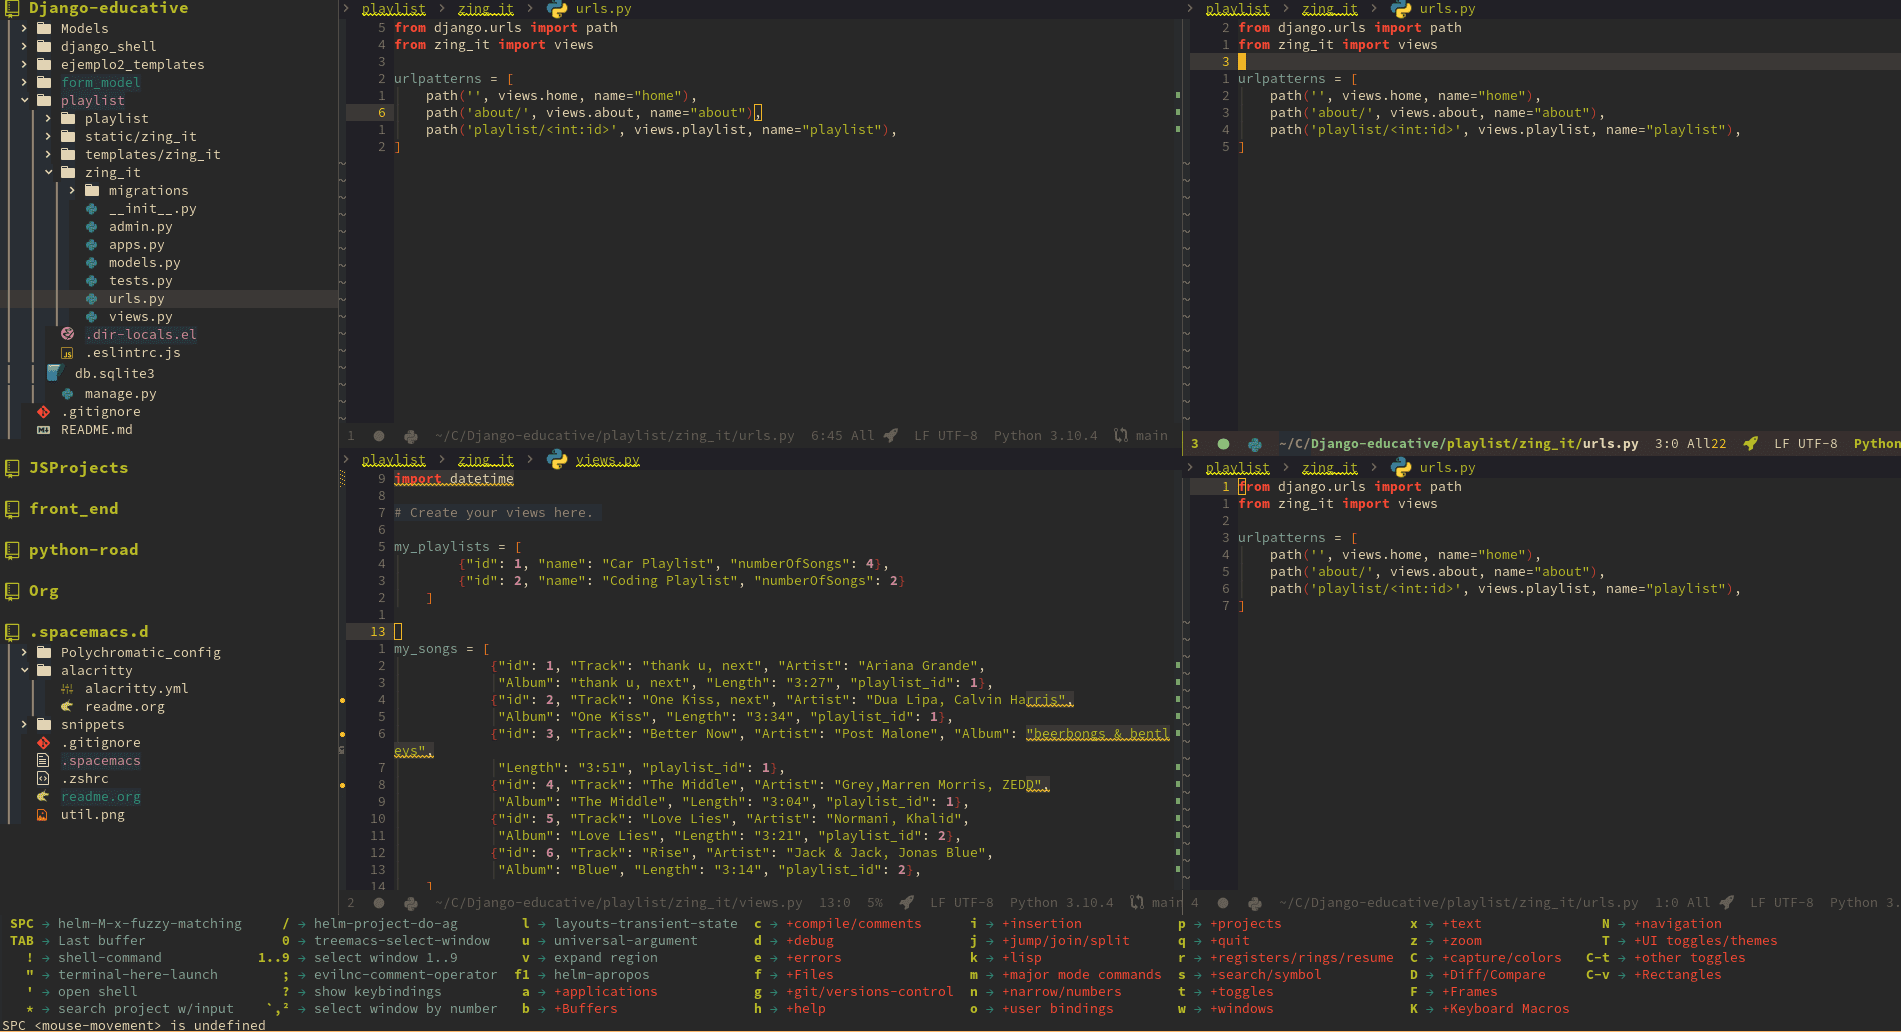 Django-educative
Models
django_shell
ejemplo2_templates
form_model
playlist
playlist
static/zing_it
templates/zing_it
zing_it
migrations
__init__.py
admin.py
apps.py
models.py
tests.py
urls.py
views.py
.dir-locals.el
.eslintrc.js
db.sqlite3
manage.py
.gitignore
README.md
JSProjects
front_end
python-road
Org
.spacemacs.d
Polychromatic_config
alacritty
alacritty.yml
readme.org
snippets
.gitignore
.spacemacs
.zshrc
readme.org
util.png
playlist > zing_it > urls.py
5 from django.urls import path
4 from zing_it import views
3
2 urlpatterns = [
1     path('', views.home, name="home"),
6     path('about/', views.about, name="about"),
1     path('playlist/<int:id>', views.playlist, name="playlist"),
2 ]
1 ~/C/Django-educative/playlist/zing_it/urls.py 6:45 All LF UTF-8 Python 3.10.4 main
playlist > zing_it > views.py
9 import datetime
8
7 # Create your views here.
6
5 my_playlists = [
4         {"id": 1, "name": "Car Playlist", "numberOfSongs": 4},
3         {"id": 2, "name": "Coding Playlist", "numberOfSongs": 2}
2     ]
1
13
1 my_songs = [
2             {"id": 1, "Track": "thank u, next", "Artist": "Ariana Grande",
3              "Album": "thank u, next", "Length": "3:27", "playlist_id": 1},
4             {"id": 2, "Track": "One Kiss, next", "Artist": "Dua Lipa, Calvin Harris",
5              "Album": "One Kiss", "Length": "3:34", "playlist_id": 1},
6             {"id": 3, "Track": "Better Now", "Artist": "Post Malone", "Album": "beerbongs & bentl
eys",
7              "Length": "3:51", "playlist_id": 1},
8             {"id": 4, "Track": "The Middle", "Artist": "Grey,Marren Morris, ZEDD",
9              "Album": "The Middle", "Length": "3:04", "playlist_id": 1},
10             {"id": 5, "Track": "Love Lies", "Artist": "Normani, Khalid",
11              "Album": "Love Lies", "Length": "3:21", "playlist_id": 2},
12             {"id": 6, "Track": "Rise", "Artist": "Jack & Jack, Jonas Blue",
13              "Album": "Blue", "Length": "3:14", "playlist_id": 2},
14     ]
2 ~/C/Django-educative/playlist/zing_it/views.py 13:0 5% LF UTF-8 Python 3.10.4 main
playlist > zing_it > urls.py
2 from django.urls import path
1 from zing_it import views
3
1 urlpatterns = [
2     path('', views.home, name="home"),
3     path('about/', views.about, name="about"),
4     path('playlist/<int:id>', views.playlist, name="playlist"),
5 ]
3 ~/C/Django-educative/playlist/zing_it/urls.py 3:0 All22 LF UTF-8 Python
playlist > zing_it > urls.py
1 from django.urls import path
1 from zing_it import views
2
3 urlpatterns = [
4     path('', views.home, name="home"),
5     path('about/', views.about, name="about"),
6     path('playlist/<int:id>', views.playlist, name="playlist"),
7 ]
4 ~/C/Django-educative/playlist/zing_it/urls.py 1:0 All LF UTF-8 Python 3.
SPC → helm-M-x-fuzzy-matching / → helm-project-do-ag l → layouts-transient-state c → +compile/comments i → +insertion p → +projects x → +text N → +navigation
TAB → Last buffer 0 → treemacs-select-window u → universal-argument d → +debug j → +jump/join/split q → +quit z → +zoom T → +UI toggles/themes
! → shell-command 1..9 → select window 1..9 v → expand region e → +errors k → +lisp r → +registers/rings/resume C → +capture/colors C-t → +other toggles
" → terminal-here-launch ; → evilnc-comment-operator f1 → helm-apropos f → +Files m → +major mode commands s → +search/symbol D → +Diff/Compare C-v → +Rectangles
' → open shell ? → show keybindings a → +applications g → +git/versions-control n → +narrow/numbers t → +toggles F → +Frames
* → search project w/input `,² → select window by number b → +Buffers h → +help o → +user bindings w → +windows K → +Keyboard Macros
SPC <mouse-movement> is undefined